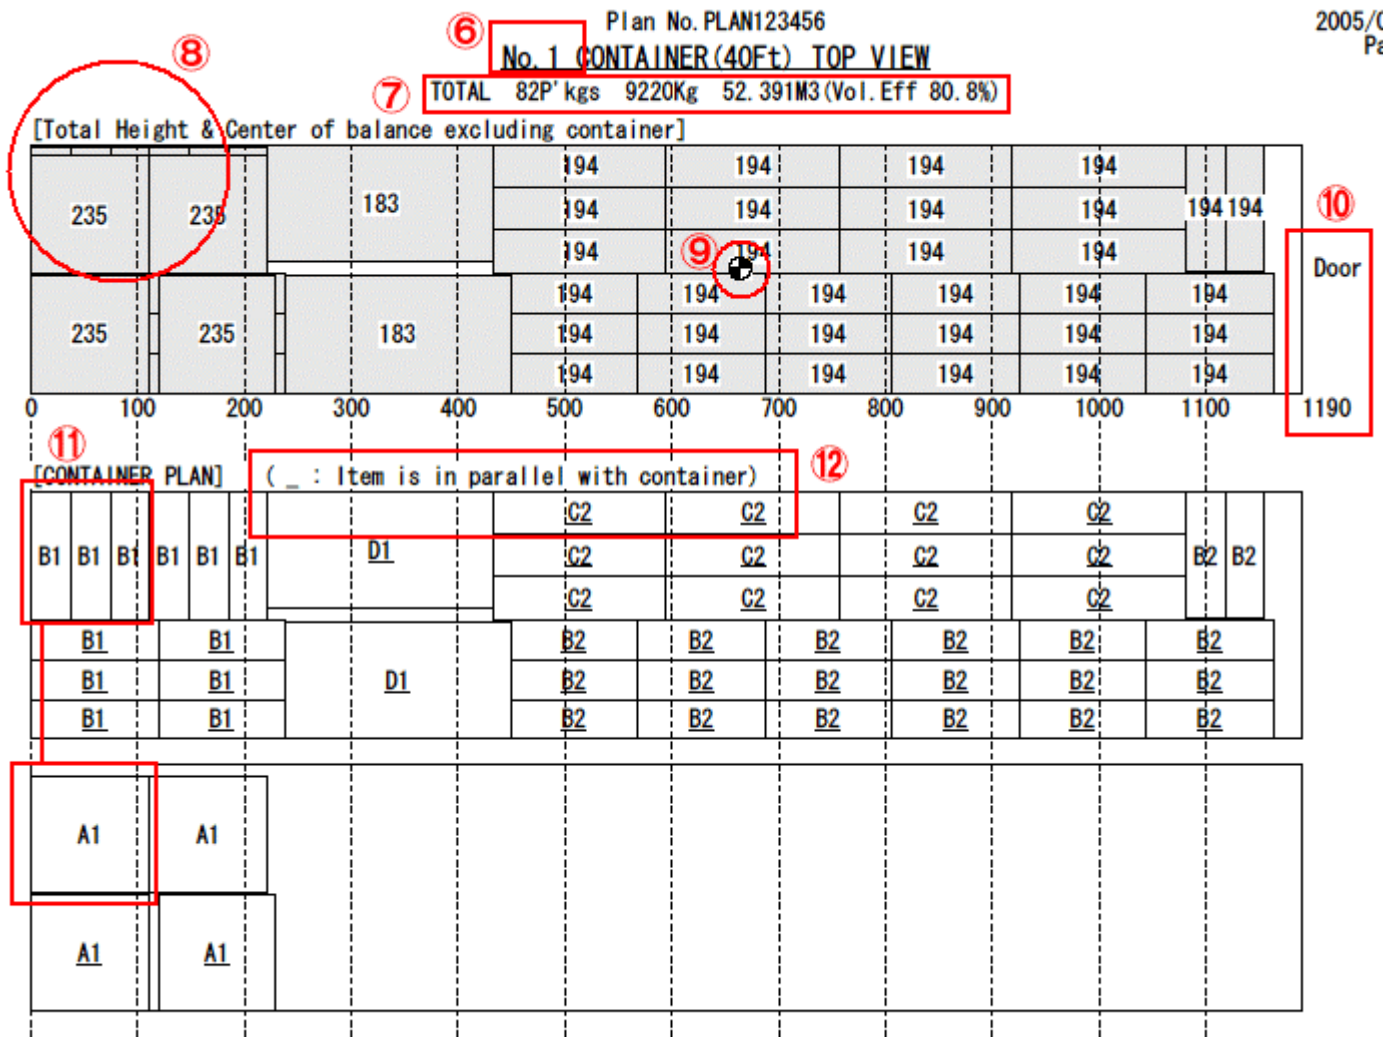 Plan No. PLAN123456
2005/
⑥ No. 1 CONTAINER(40Ft) TOP VIEW
⑧
⑦ TOTAL 82P'kgs 9220Kg 52.391M3(Vol.Eff 80.8%)
[Total Height & Center of balance excluding container]
194 194 194 194
235 235 183 194 194 194 194 194 194 ⑩
⑨ 194 194 194 194
Door
194 194 194 194 194 194
235 235 183 194 194 194 194 194 194
194 194 194 194 194 194
0 100 200 300 400 500 600 700 800 900 1000 1100 1190
⑪
[CONTAINER PLAN] ( _ : Item is in parallel with container) ⑫
C2 C2 C2 C2
B1 B1 B1 B1 B1 B1 D1 C2 C2 C2 C2 B2 B2
C2 C2 C2 C2
B1 B1 B2 B2 B2 B2 B2 B2
B1 B1 D1 B2 B2 B2 B2 B2 B2
B1 B1 B2 B2 B2 B2 B2 B2
A1 A1
A1 A1